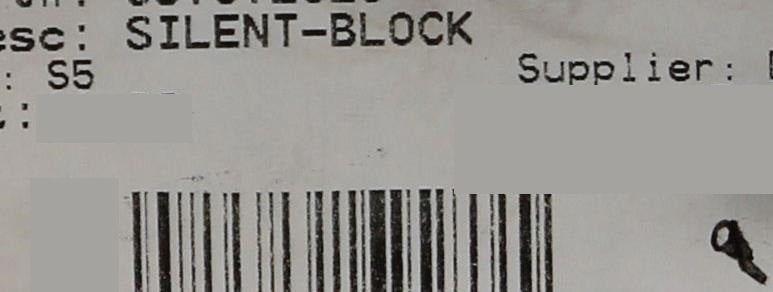 esc: SILENT-BLOCK
: S5 Supplier:
: